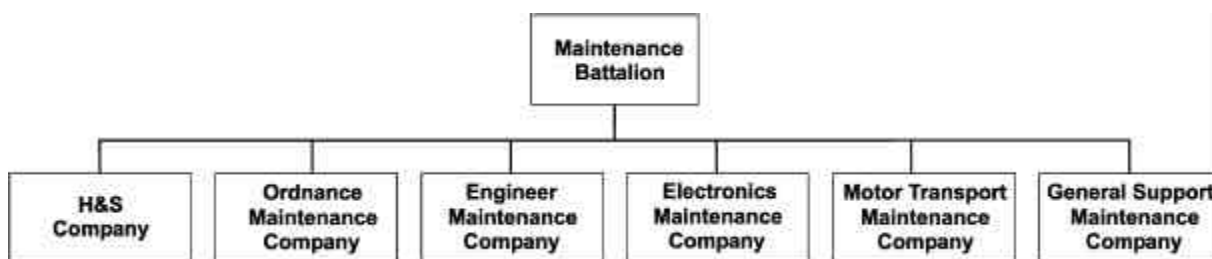 Maintenance
Battalion
H&S
Company
Ordnance
Maintenance
Company
Engineer
Maintenance
Company
Electronics
Maintenance
Company
Motor Transport
Maintenance
Company
General Support
Maintenance
Company